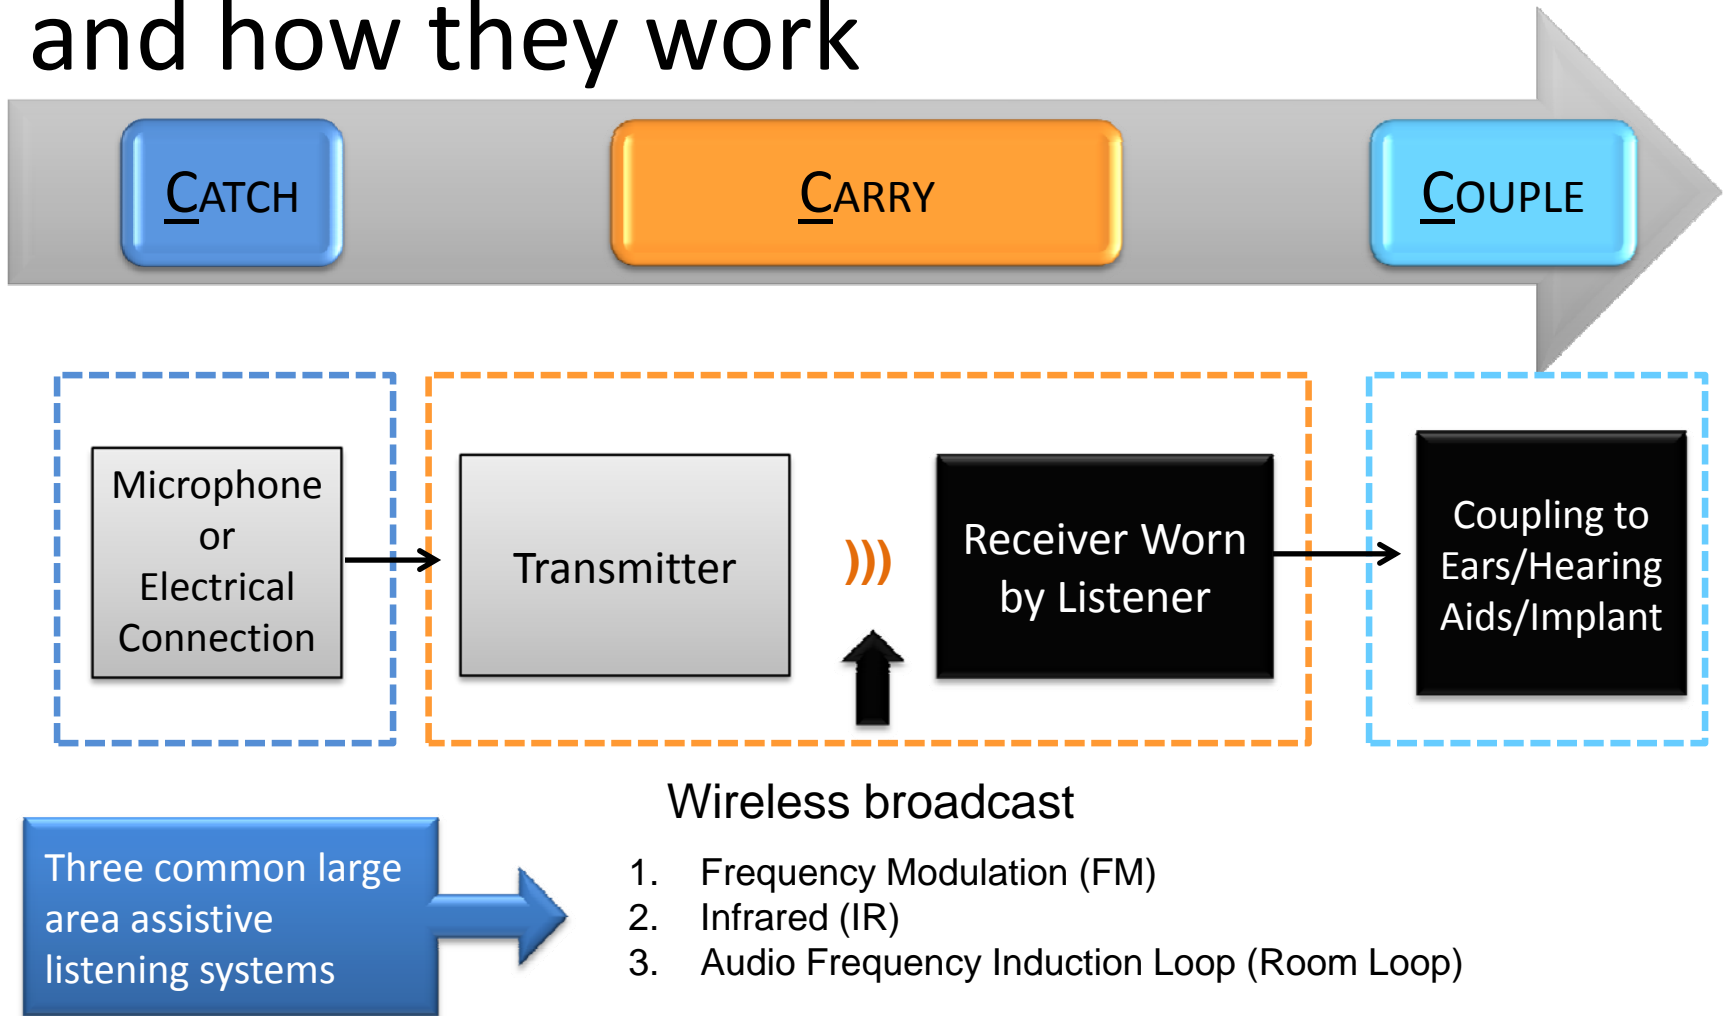 and how they work
CATCH
CARRY
COUPLE
Microphone
or
Electrical
Connection
Transmitter
)))
Receiver Worn
by Listener
Coupling to
Ears/Hearing
Aids/Implant
Wireless broadcast
Three common large
area assistive
listening systems
1. Frequency Modulation (FM)
2. Infrared (IR)
3. Audio Frequency Induction Loop (Room Loop)